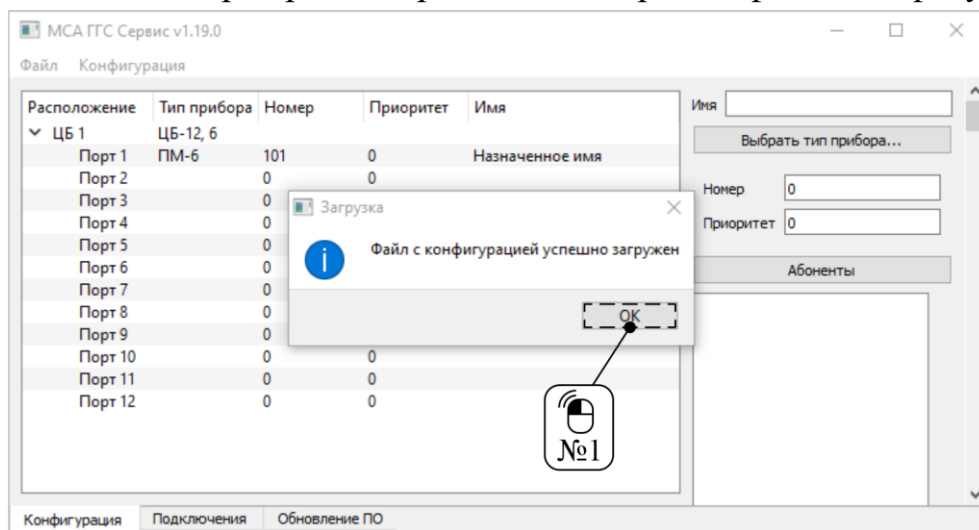 МСА ГГС Сервис v1.19.0
Файл Конфигурация
Расположение Тип прибора Номер Приоритет Имя
ЦБ 1 ЦБ-12, 6
Порт 1 ПМ-6 101 0 Назначенное имя
Порт 2 0 0
Порт 3 0
Порт 4 0
Порт 5 0
Порт 6 0
Порт 7 0
Порт 8 0
Порт 9 0
Порт 10 0 0
Порт 11 0 0
Порт 12 0 0
Загрузка
Файл с конфигурацией успешно загружен
OK
№1
Имя
Выбрать тип прибора...
Номер 0
Приоритет 0
Абоненты
Конфигурация Подключения Обновление ПО